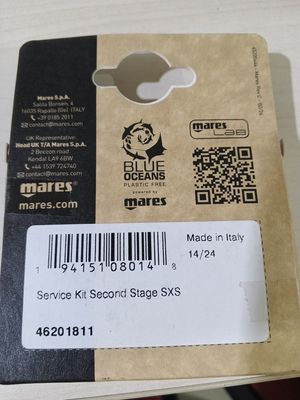 Mares S.p.A.
Salita Bonsen, 4
16035 Rapallo (Ge), ITALY
+39 0185 2011
contact@mares.com
UK Representative:
Head UK T/A Mares S.p.A.
2 Beezon road
Kendal LA9 6BW
+44 1539 724740
contact@mares.com
mares
mares.com
BLUE
OCEANS
PLASTIC FREE
powered by
mares
mares
LAB
Made in Italy
14/24
1 94151 08014 8
Service Kit Second Stage SXS
46201811